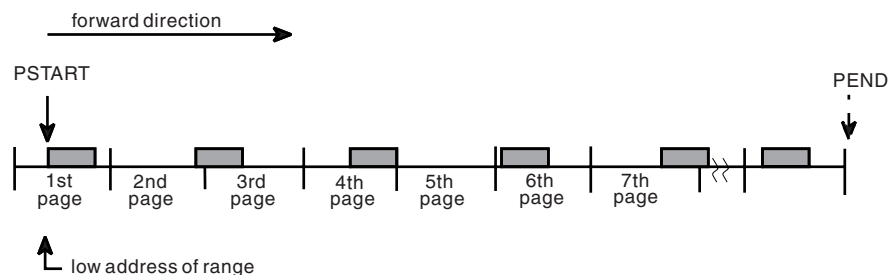 forward direction
PSTART
PEND
1st
page
2nd
page
3rd
page
4th
page
5th
page
6th
page
7th
page
low address of range